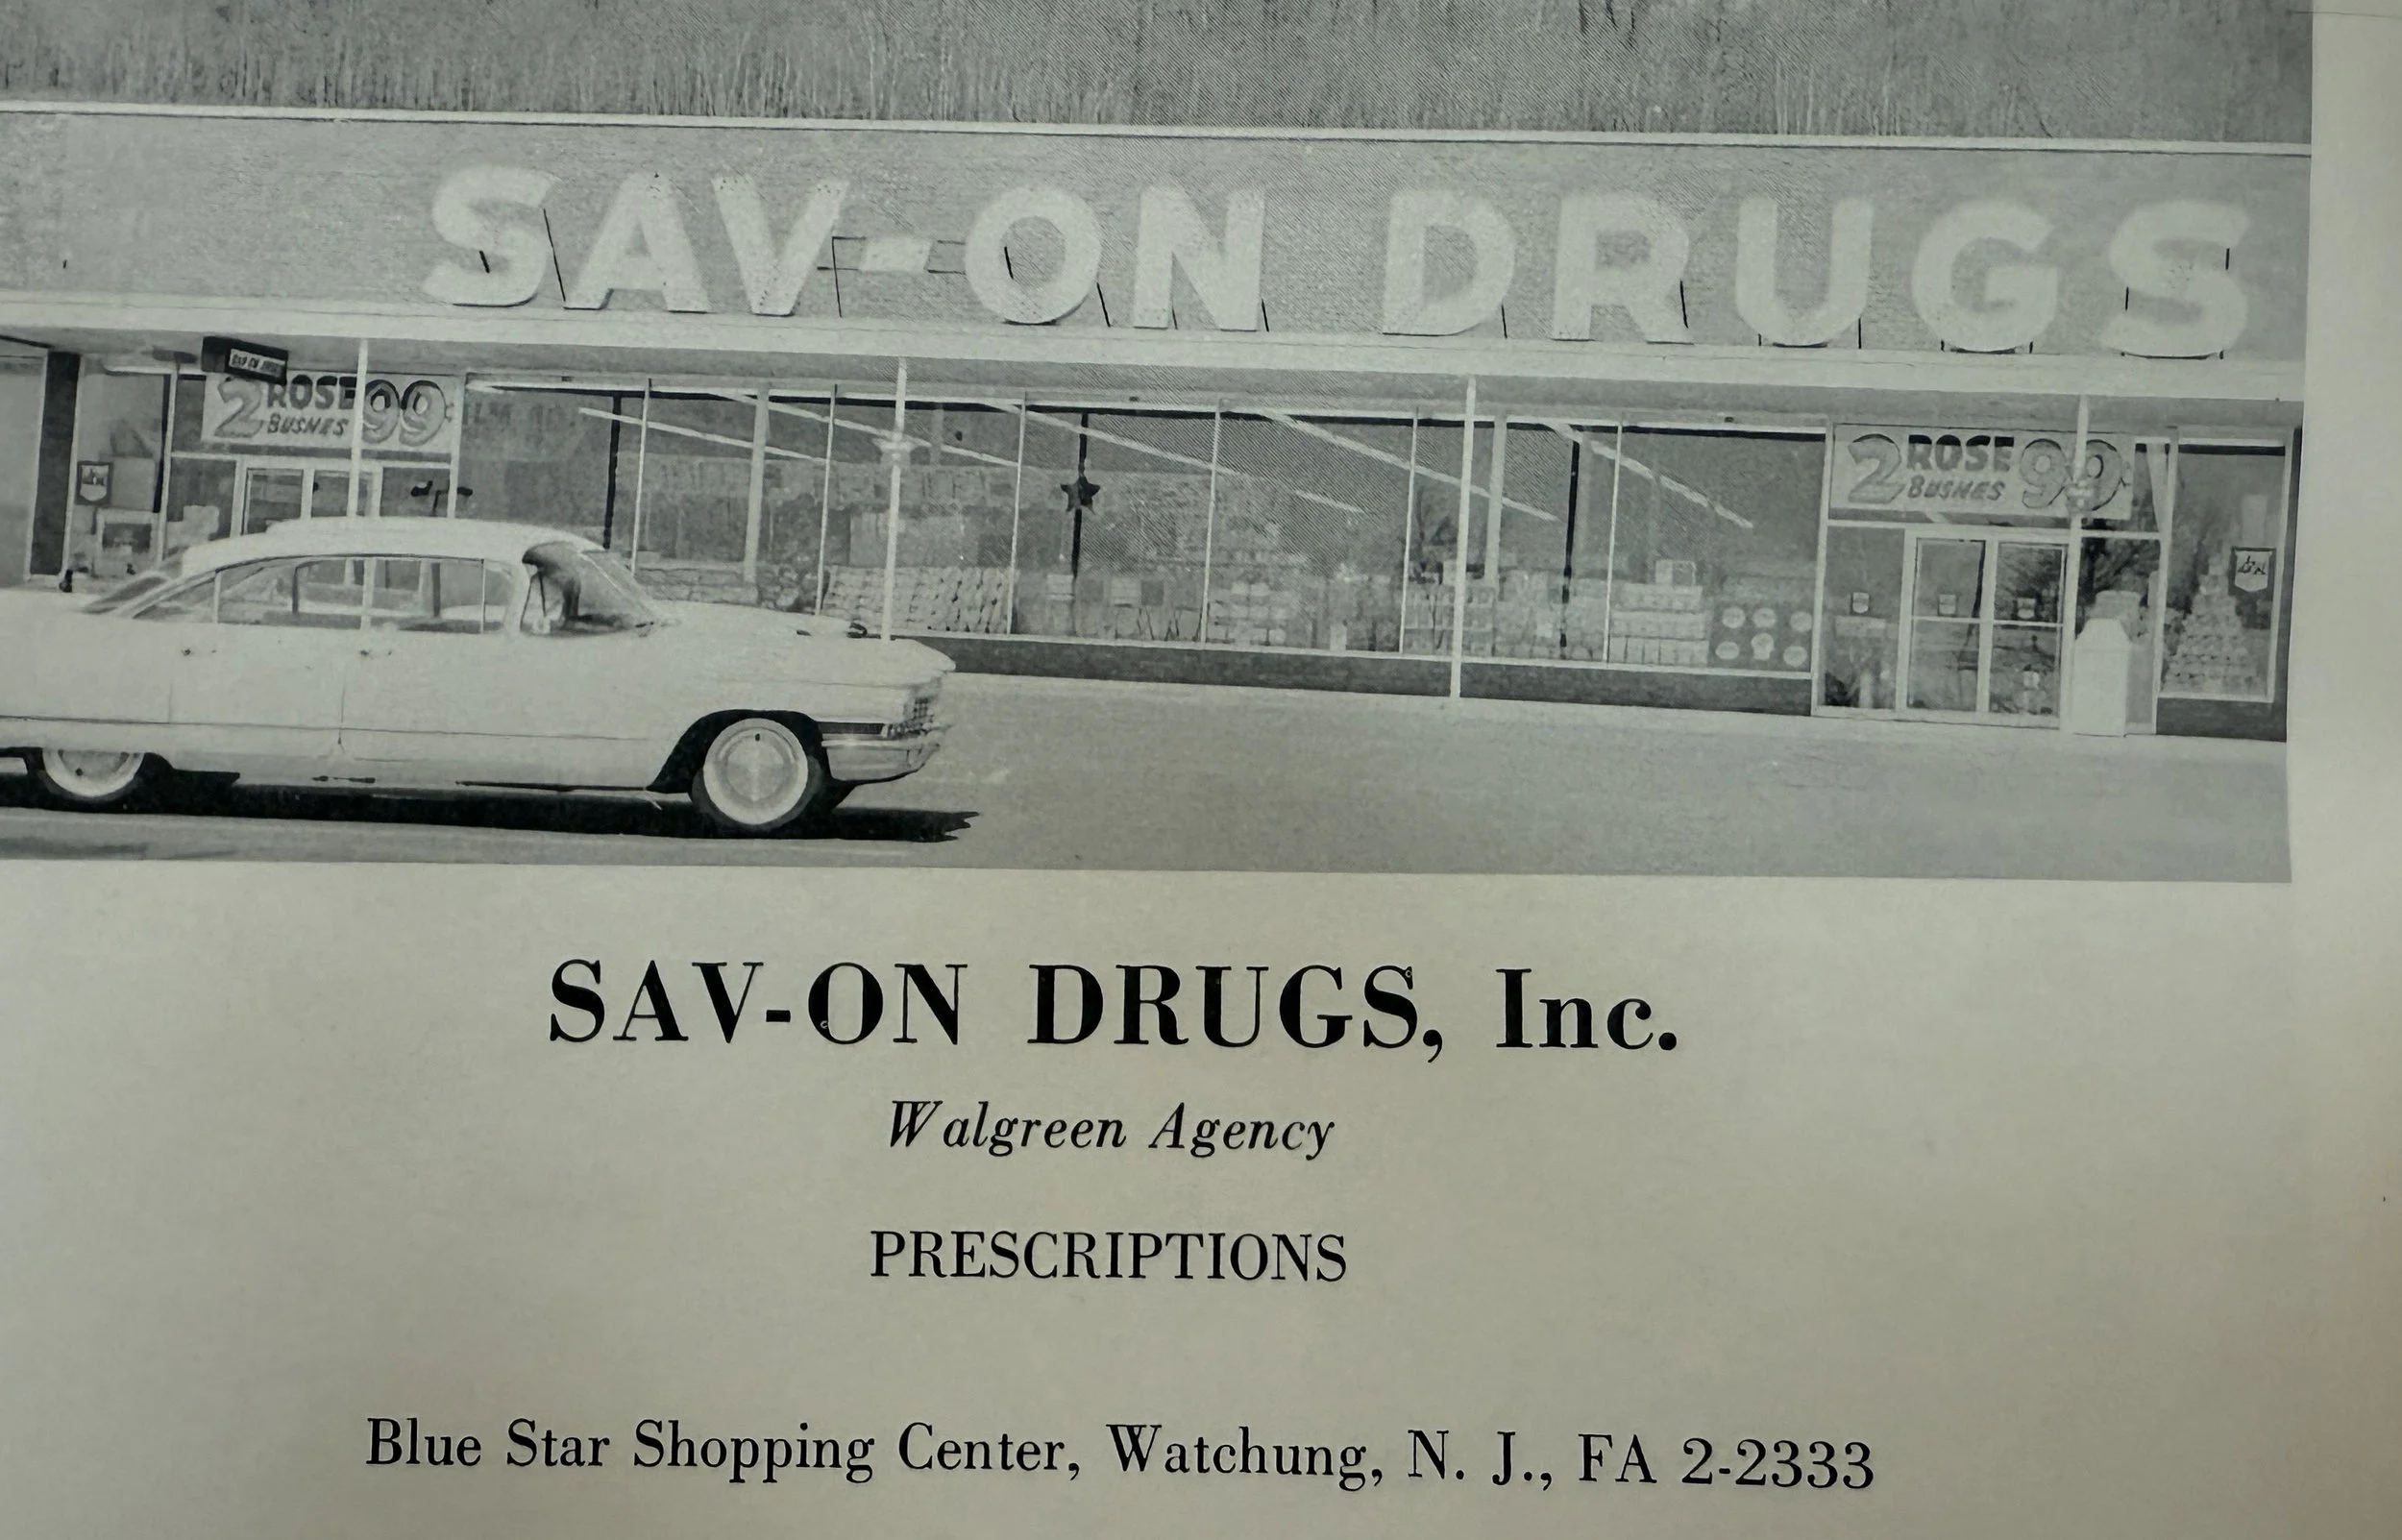 SAV-ON DRUGS
2 ROSE BUSHES 99¢
2 ROSE BUSHES 99¢
SAV-ON DRUGS, Inc.
Walgreen Agency
PRESCRIPTIONS
Blue Star Shopping Center, Watchung, N. J., FA 2-2333